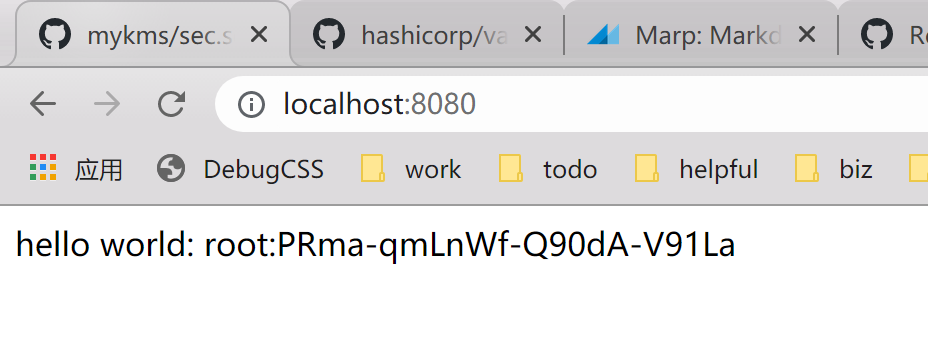 mykms/sec.s
hashicorp/va
Marp: Markd
localhost:8080
应用 DebugCSS work todo helpful biz
hello world: root:PRma-qmLnWf-Q90dA-V91La